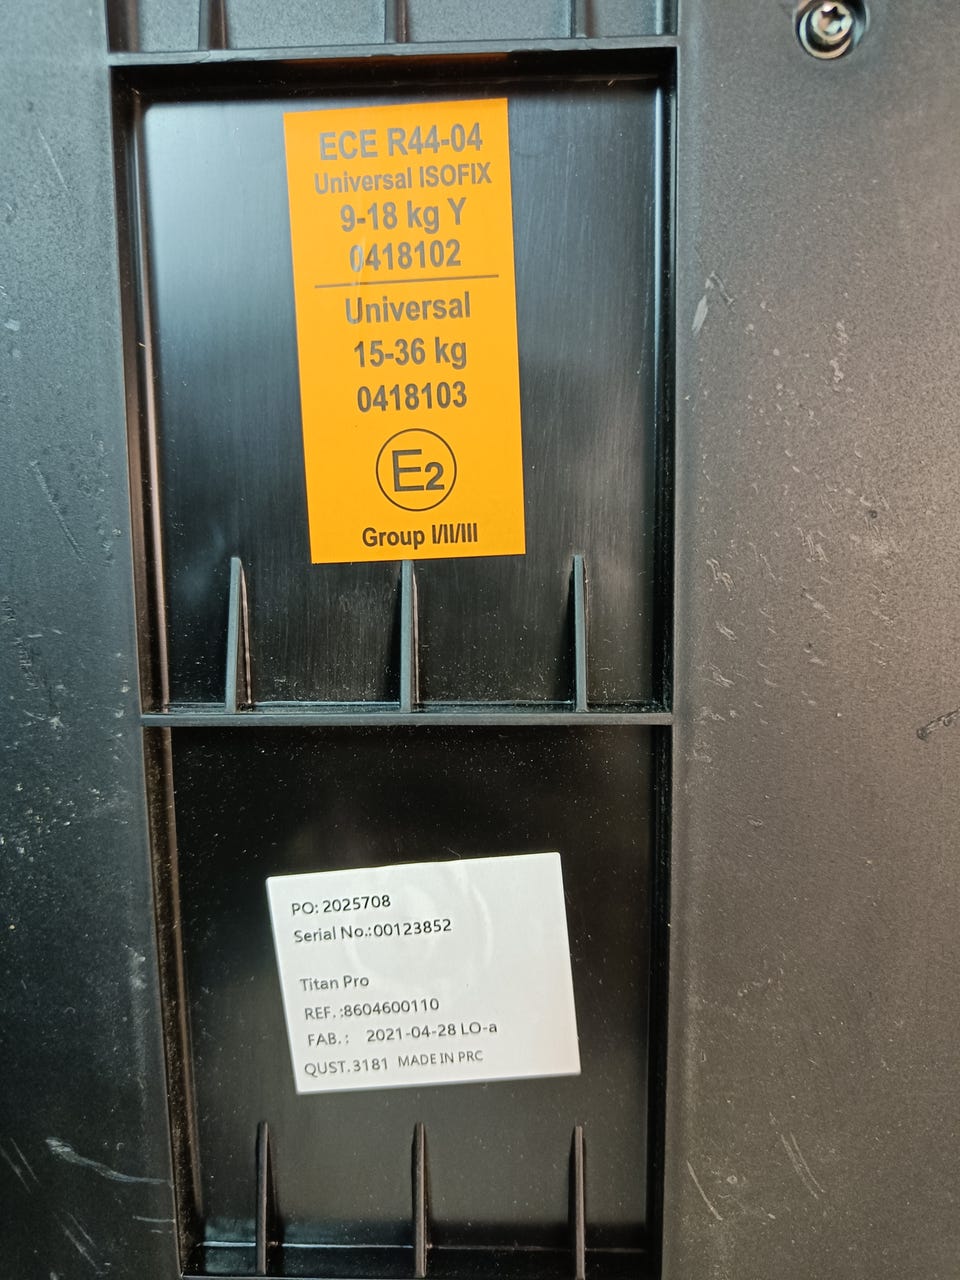 ECE R44-04
Universal ISOFIX
9-18 kg Y
0418102
Universal
15-36 kg
0418103
E2
Group I/II/III
PO: 2025708
Serial No.:00123852
Titan Pro
REF. :8604600110
FAB. : 2021-04-28 LO-a
QUST. 3181 MADE IN PRC